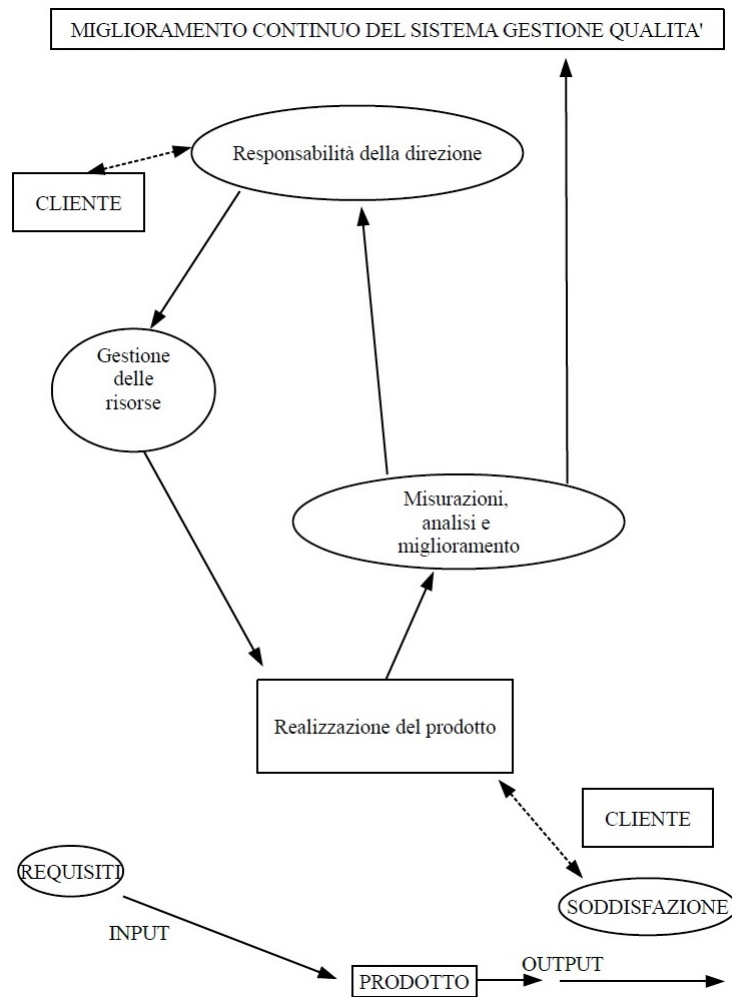 MIGLIORAMENTO CONTINUO DEL SISTEMA GESTIONE QUALITA'
Responsabilità della direzione
CLIENTE
Gestione
delle
risorse
Misurazioni,
analisi e
miglioramento
Realizzazione del prodotto
CLIENTE
REQUISITI
SODDISFAZIONE
INPUT
OUTPUT
PRODOTTO